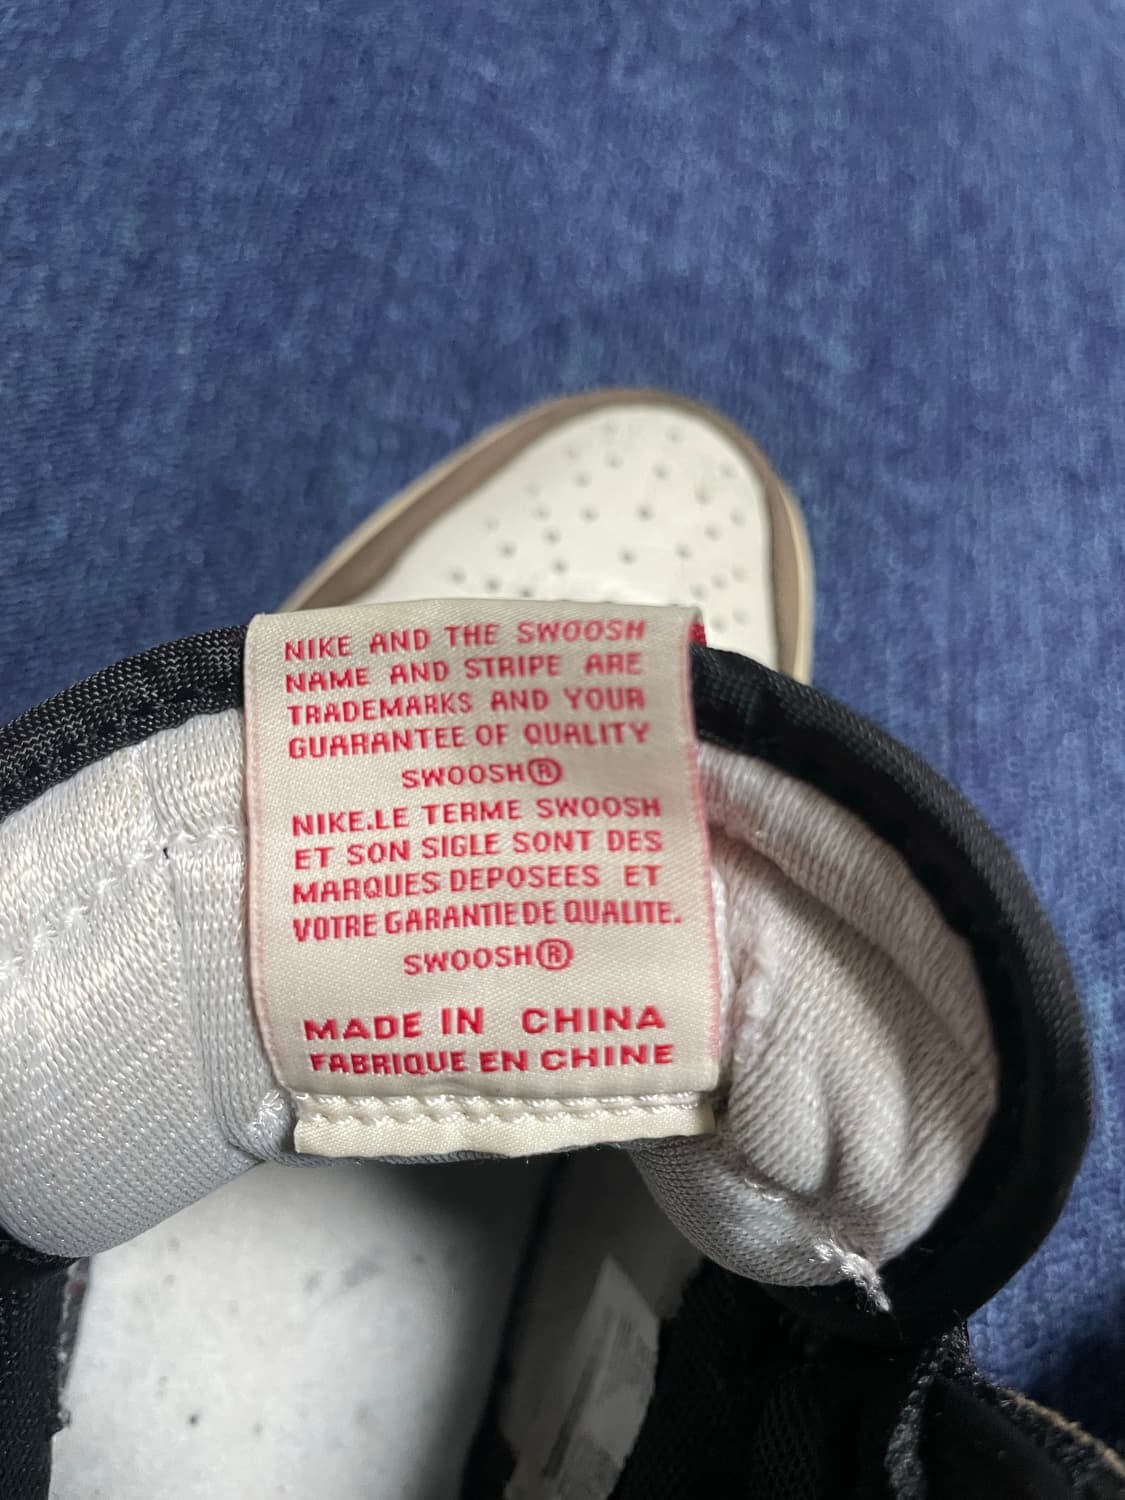 NIKE AND THE SWOOSH
NAME AND STRIPE ARE
TRADEMARKS AND YOUR
GUARANTEE OF QUALITY
SWOOSH®
NIKE.LE TERME SWOOSH
ET SON SIGLE SONT DES
MARQUES DEPOSEES ET
VOTRE GARANTIE DE QUALITE.
SWOOSH®
MADE IN CHINA
FABRIQUE EN CHINE